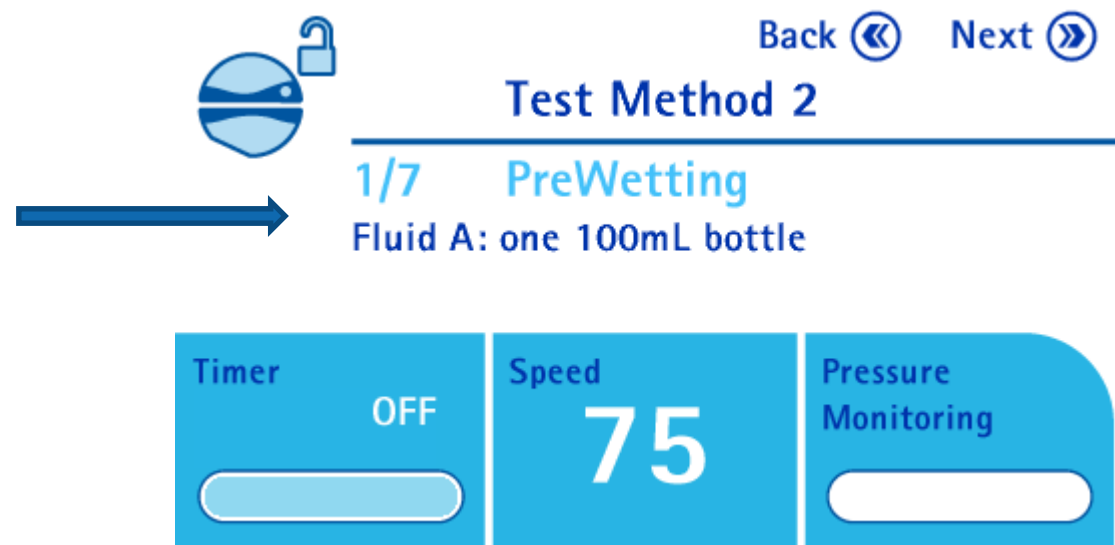 Back Next
Test Method 2
1/7 PreWetting
Fluid A: one 100mL bottle
Timer
OFF
Speed
75
Pressure
Monitoring